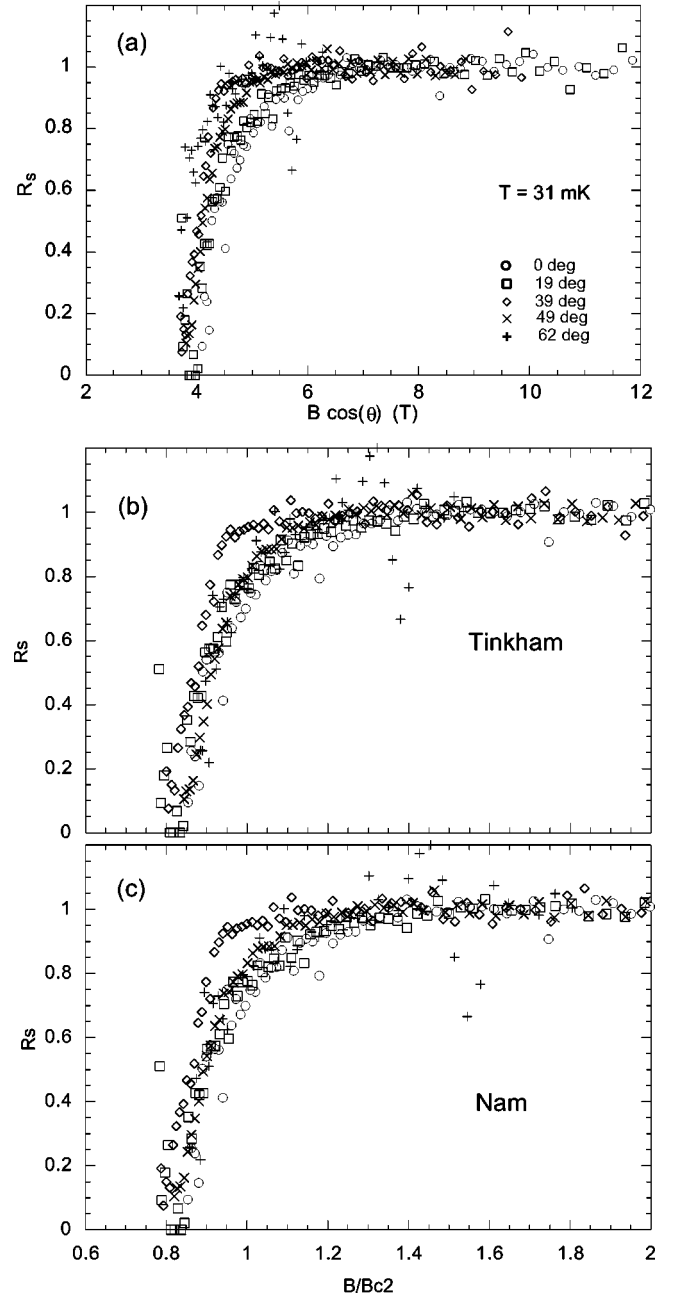 (a)
1
0.8
0.6
0.4
0.2
0
Rs
T = 31 mK
0 deg
19 deg
39 deg
49 deg
62 deg
2 4 6 8 10 12
B cos(θ) (T)
(b)
1
0.8
0.6
0.4
0.2
0
Rs
Tinkham
(c)
1
0.8
0.6
0.4
0.2
0
Rs
Nam
0.6 0.8 1 1.2 1.4 1.6 1.8 2
B/Bc2